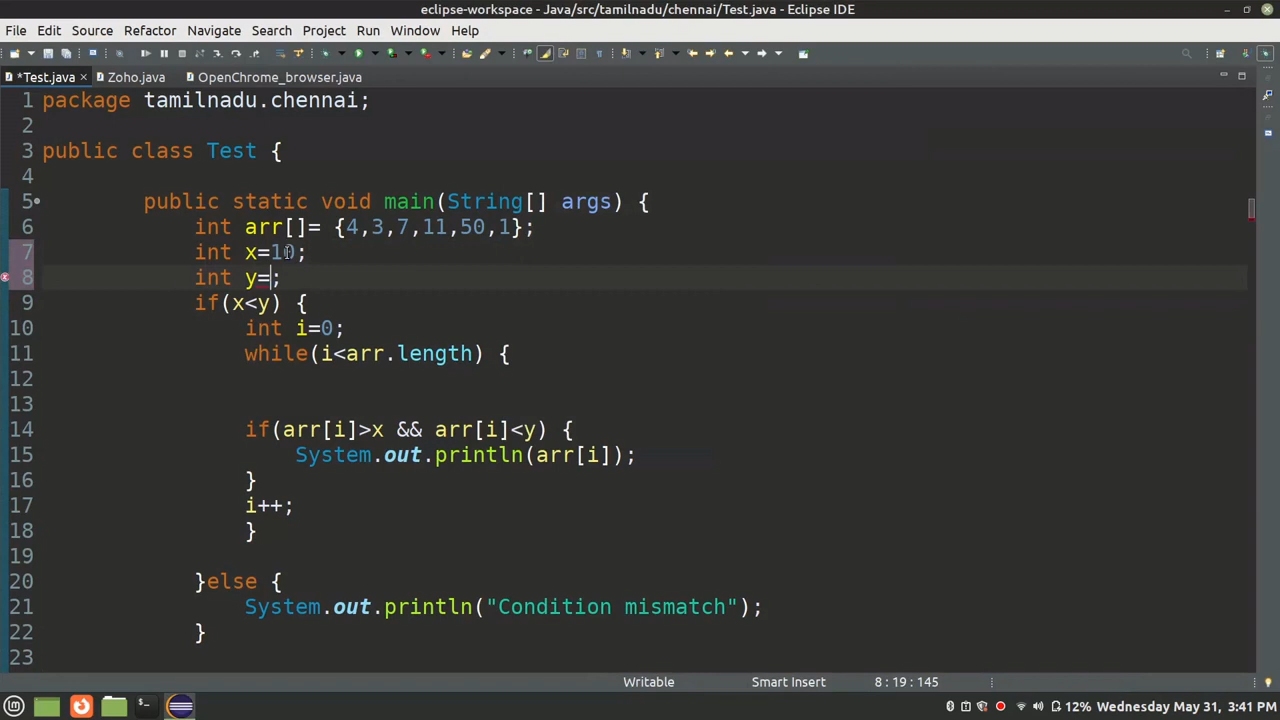 eclipse-workspace - Java/src/tamilnadu/chennai/Test.java - Eclipse IDE
File Edit Source Refactor Navigate Search Project Run Window Help
*Test.java Zoho.java OpenChrome_browser.java
1 package tamilnadu.chennai;
2
3 public class Test {
4
5 public static void main(String[] args) {
6 int arr[]= {4,3,7,11,50,1};
7 int x=10;
8 int y=;
9 if(x<y) {
10 int i=0;
11 while(i<arr.length) {
12
13
14 if(arr[i]>x && arr[i]<y) {
15 System.out.println(arr[i]);
16 }
17 i++;
18 }
19
20 }else {
21 System.out.println("Condition mismatch");
22 }
23
Writable Smart Insert 8 : 19 : 145
12% Wednesday May 31, 3:41 PM